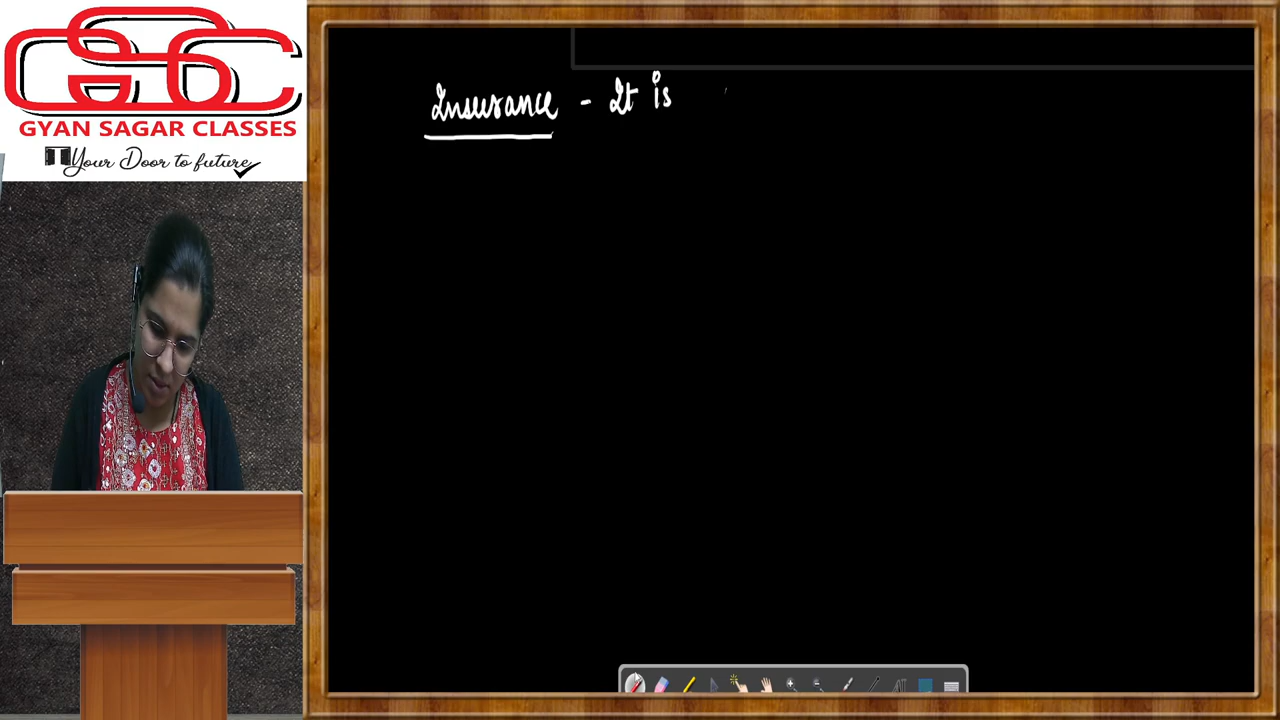 GSC
GYAN SAGAR CLASSES
Your Door to future
Insurance - It is